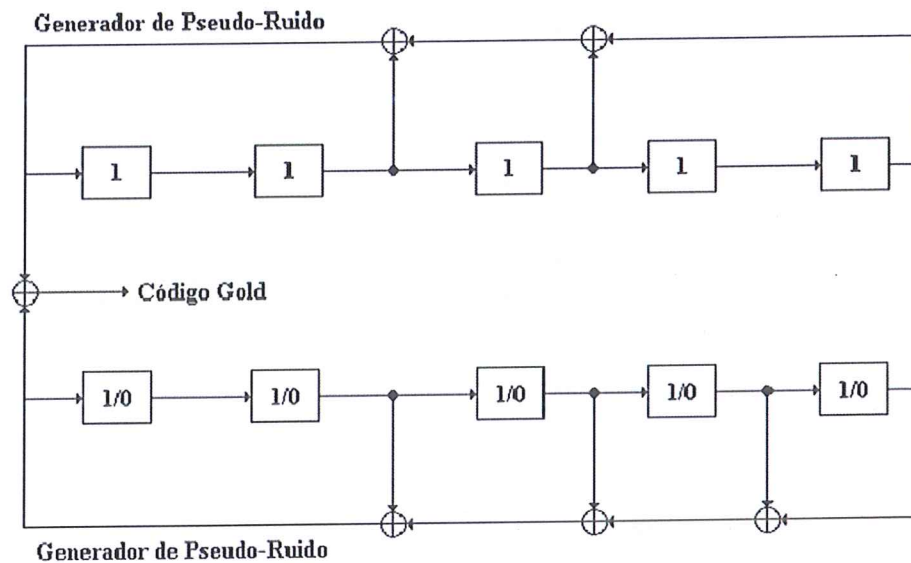 Generador de Pseudo-Ruido
1 1 1 1 1
Código Gold
1/0 1/0 1/0 1/0 1/0
Generador de Pseudo-Ruido